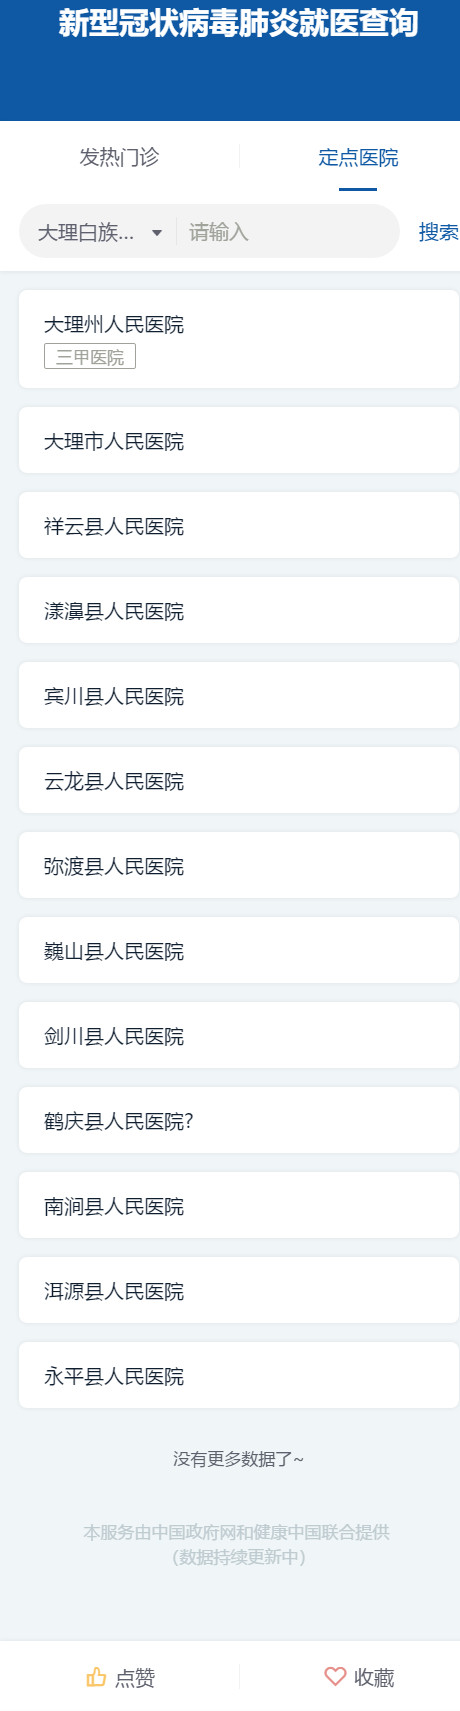 新型冠状病毒肺炎就医查询
发热门诊
定点医院
大理白族...
请输入
搜索
大理州人民医院
三甲医院
大理市人民医院
祥云县人民医院
漾濞县人民医院
宾川县人民医院
云龙县人民医院
弥渡县人民医院
巍山县人民医院
剑川县人民医院
鹤庆县人民医院?
南涧县人民医院
洱源县人民医院
永平县人民医院
没有更多数据了~
本服务由中国政府网和健康中国联合提供
(数据持续更新中)
点赞
收藏